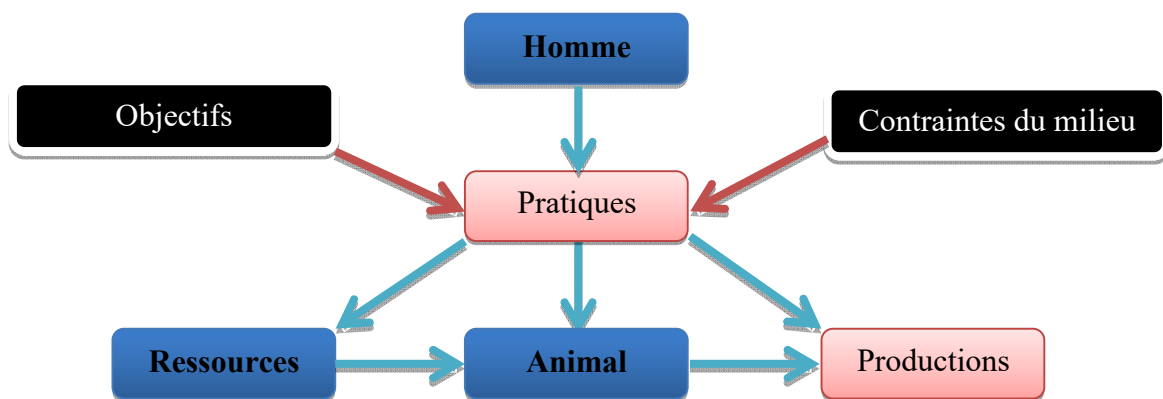 Homme
Objectifs
Contraintes du milieu
Pratiques
Ressources
Animal
Productions